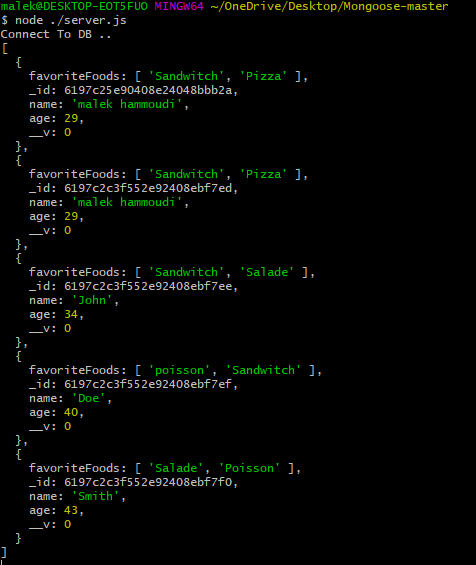 malek@DESKTOP-EOT5FUO MINGW64 ~/OneDrive/Desktop/Mongoose-master
$ node ./server.js
Connect To DB ..
[
  {
    favoriteFoods: [ 'Sandwitch', 'Pizza' ],
    _id: 6197c25e90408e24048bbb2a,
    name: 'malek hammoudi',
    age: 29,
    __v: 0
  },
  {
    favoriteFoods: [ 'Sandwitch', 'Pizza' ],
    _id: 6197c2c3f552e92408ebf7ed,
    name: 'malek hammoudi',
    age: 29,
    __v: 0
  },
  {
    favoriteFoods: [ 'Sandwitch', 'Salade' ],
    _id: 6197c2c3f552e92408ebf7ee,
    name: 'John',
    age: 34,
    __v: 0
  },
  {
    favoriteFoods: [ 'poisson', 'Sandwitch' ],
    _id: 6197c2c3f552e92408ebf7ef,
    name: 'Doe',
    age: 40,
    __v: 0
  },
  {
    favoriteFoods: [ 'Salade', 'Poisson' ],
    _id: 6197c2c3f552e92408ebf7f0,
    name: 'Smith',
    age: 43,
    __v: 0
  }
]